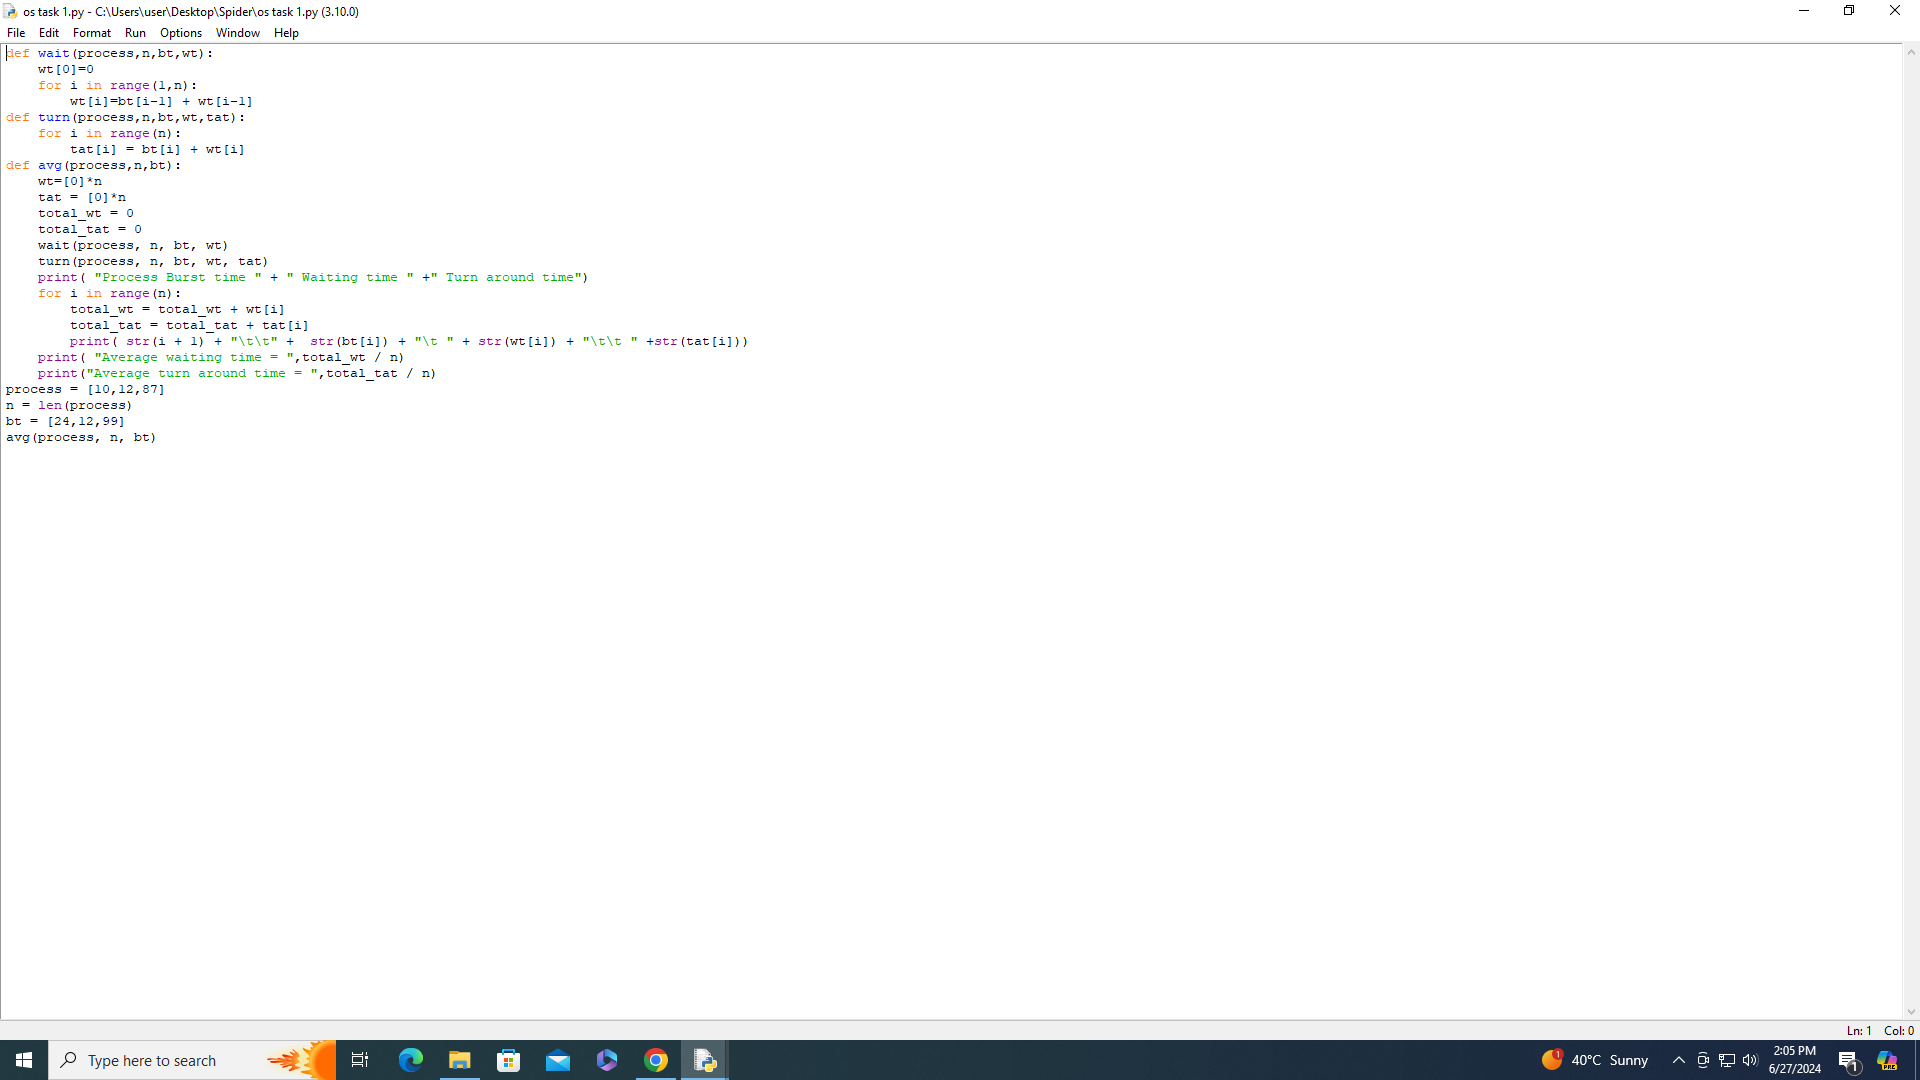 os task 1.py - C:\Users\user\Desktop\Spider\os task 1.py (3.10.0)
File Edit Format Run Options Window Help
def wait(process,n,bt,wt):
    wt[0]=0
    for i in range(1,n):
        wt[i]=bt[i-1] + wt[i-1]
def turn(process,n,bt,wt,tat):
    for i in range(n):
        tat[i] = bt[i] + wt[i]
def avg(process,n,bt):
    wt=[0]*n
    tat = [0]*n
    total_wt = 0
    total_tat = 0
    wait(process, n, bt, wt)
    turn(process, n, bt, wt, tat)
    print( "Process Burst time " + " Waiting time " +" Turn around time")
    for i in range(n):
        total_wt = total_wt + wt[i]
        total_tat = total_tat + tat[i]
        print( str(i + 1) + "\t\t" +  str(bt[i]) + "\t " + str(wt[i]) + "\t\t " +str(tat[i]))
    print( "Average waiting time = ",total_wt / n)
    print("Average turn around time = ",total_tat / n)
process = [10,12,87]
n = len(process)
bt = [24,12,99]
avg(process, n, bt)
Ln: 1 Col: 0
Type here to search
1
40°C Sunny
2:05 PM
6/27/2024
1
PRE